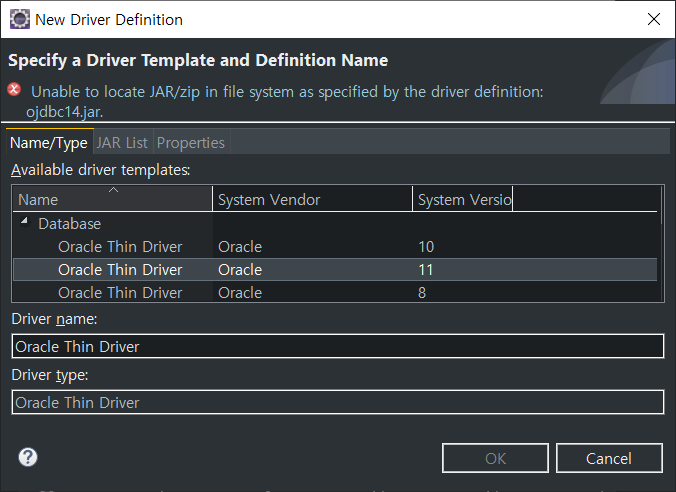 New Driver Definition
Specify a Driver Template and Definition Name
Unable to locate JAR/zip in file system as specified by the driver definition:
ojdbc14.jar.
Name/Type JAR List Properties
Available driver templates:
Name System Vendor System Versio
Database
Oracle Thin Driver Oracle 10
Oracle Thin Driver Oracle 11
Oracle Thin Driver Oracle 8
Driver name:
Oracle Thin Driver
Driver type:
Oracle Thin Driver
? OK Cancel